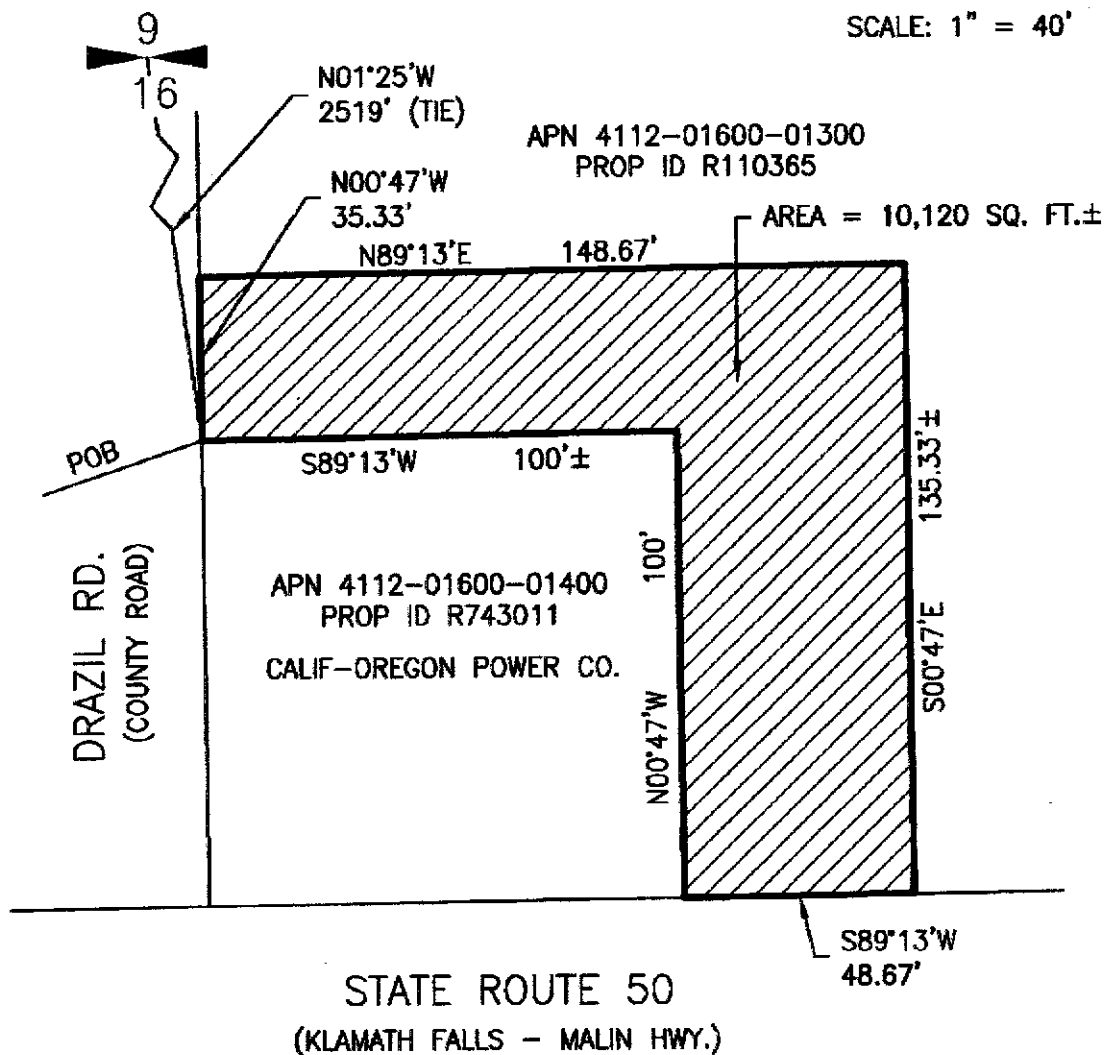 SCALE: 1" = 40'
9
16
N01°25'W
2519' (TIE)
APN 4112-01600-01300
PROP ID R110365
N00°47'W
35.33'
AREA = 10,120 SQ. FT.±
N89°13'E 148.67'
POB
S89°13'W 100'±
135.33'±
S00°47'E
100'
N00°47'W
DRAZIL RD.
(COUNTY ROAD)
APN 4112-01600-01400
PROP ID R743011
CALIF-OREGON POWER CO.
S89°13'W
48.67'
STATE ROUTE 50
(KLAMATH FALLS - MALIN HWY.)